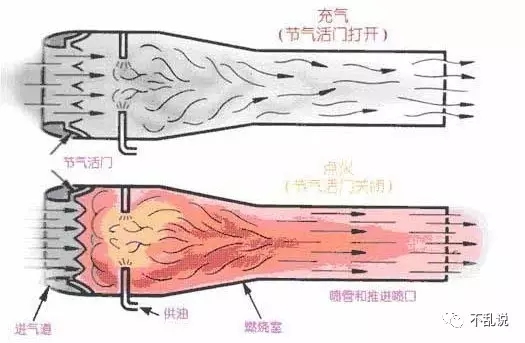 充气
(节气活门打开)
节气活门
点火
(节气活门关闭)
喷管和推进喷口
进气道
供油
燃烧室
不乱说